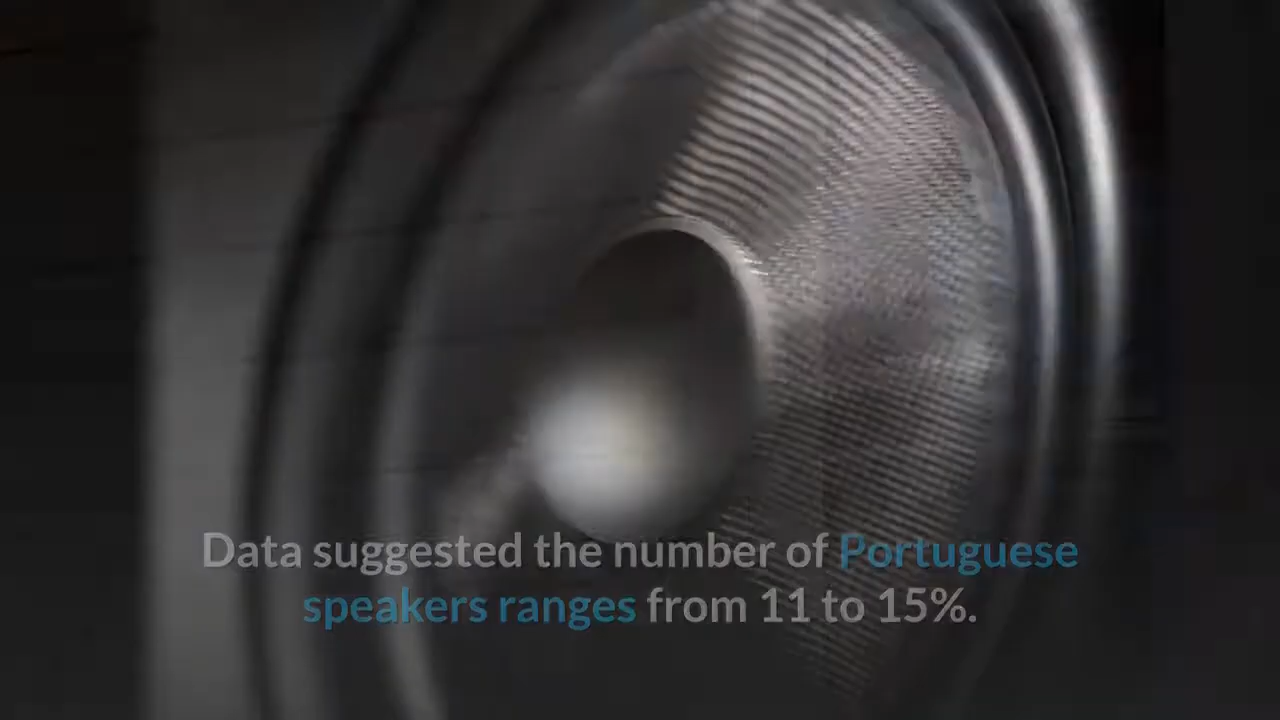 Data suggested the number of Portuguese
speakers ranges from 11 to 15%.